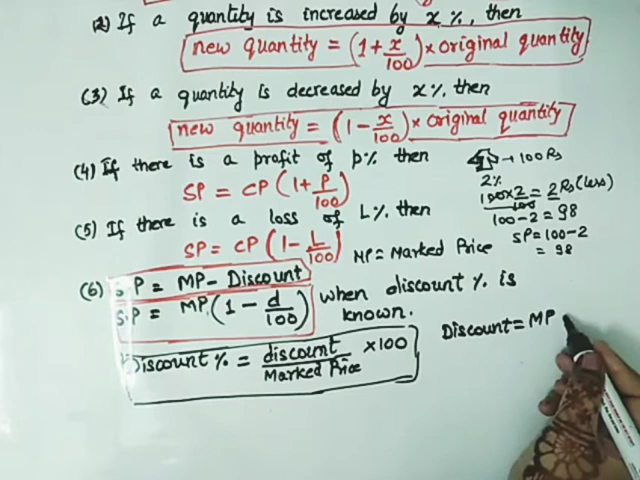 (2) If a quantity is increased by x %, then
new quantity = (1 + x/100) × original quantity
(3) If a quantity is decreased by x %, then
new quantity = (1 - x/100) × original quantity
(4) If there is a profit of p% then
SP = CP (1 + P/100)
(5) If there is a loss of L%, then
SP = CP (1 - L/100)
MP = Marked Price
(6) S.P = MP - Discount
S.P = MP (1 - d/100) when discount % is
known.
Discount % = discount/Marked Price × 100
→ 100 Rs
2%
100 × 2/100 = 2 Rs (less)
100 - 2 = 98
SP = 100 - 2
= 98
Discount = MP